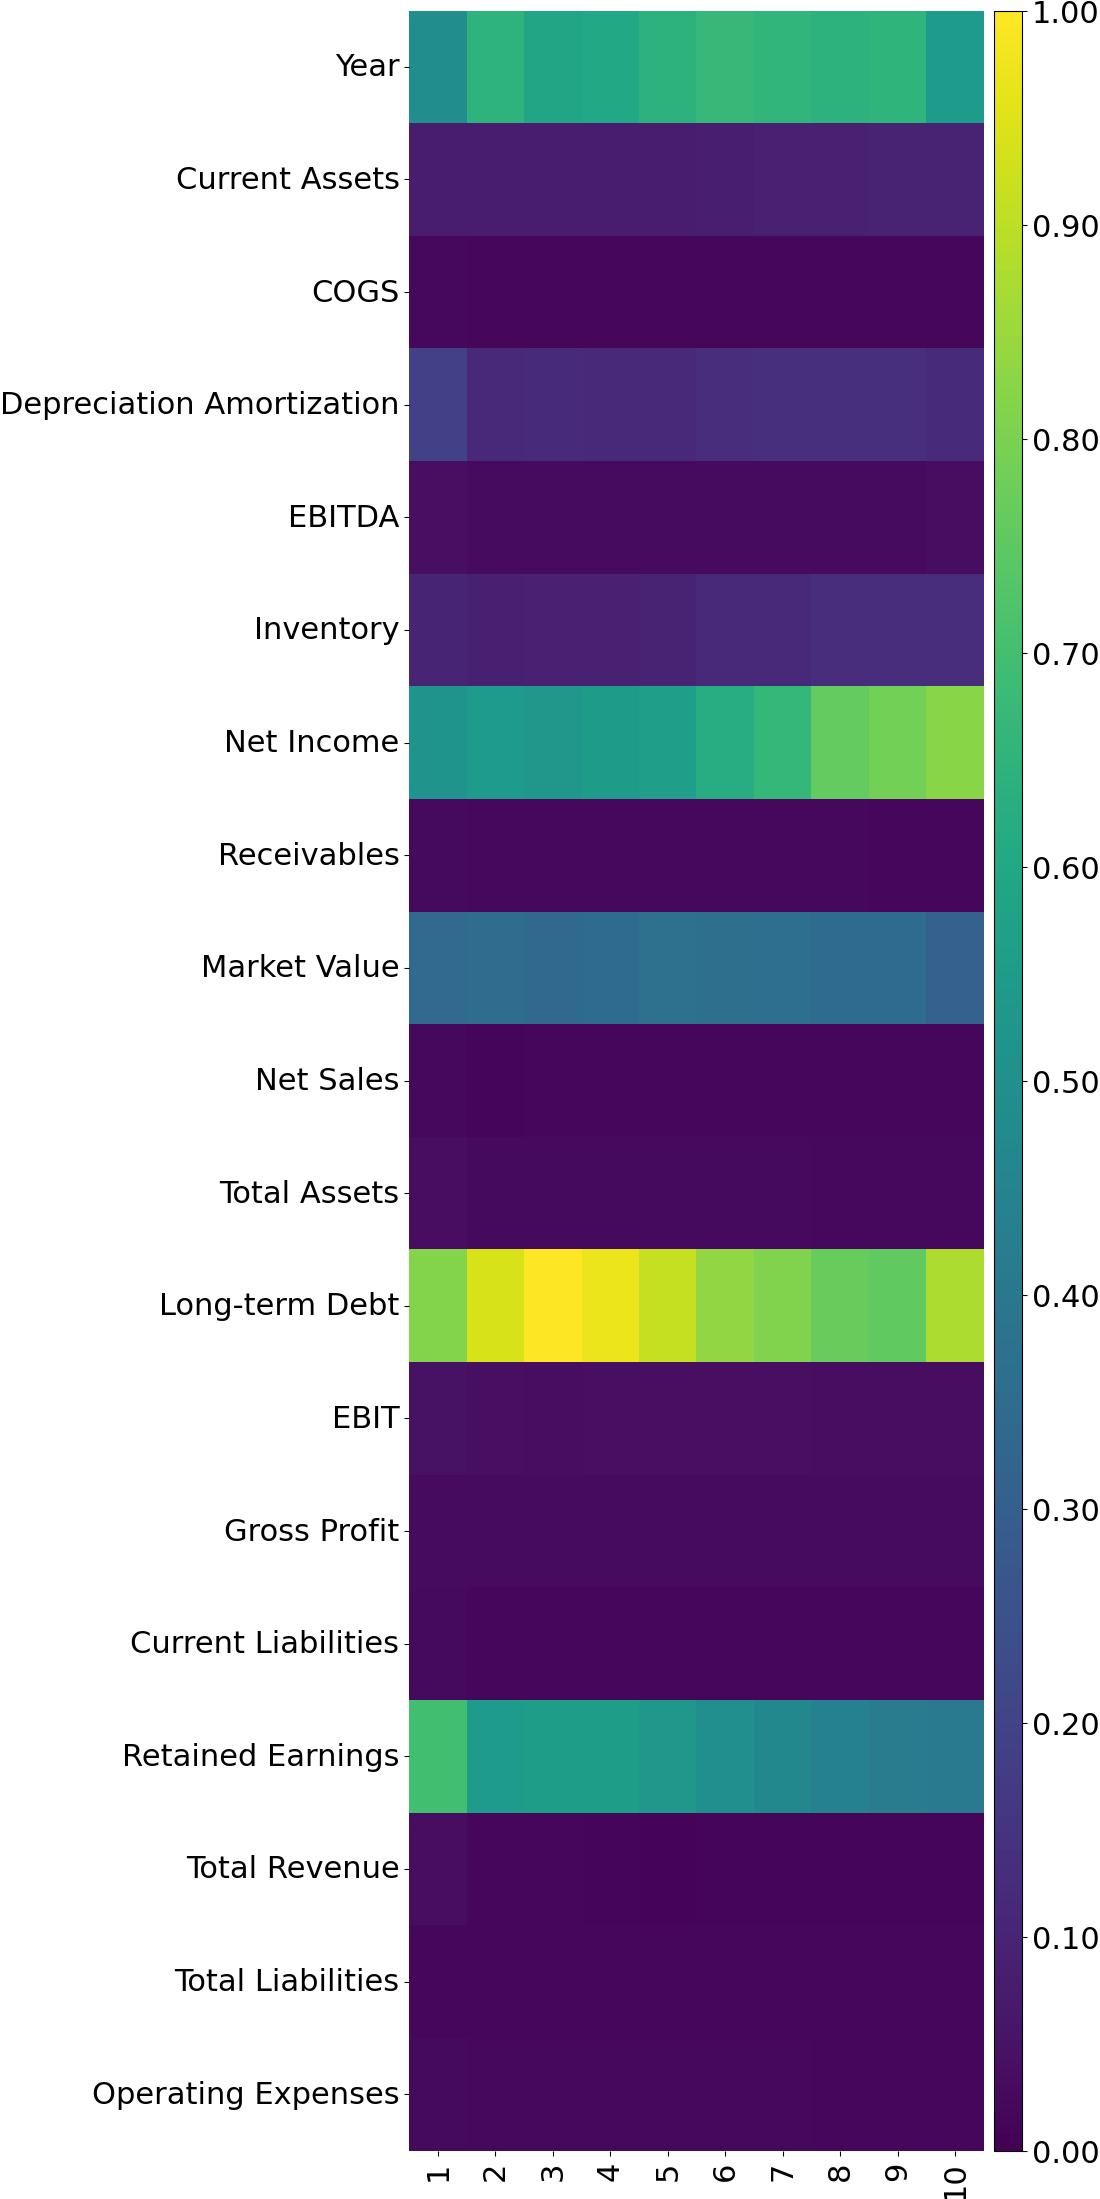 Year
Current Assets
COGS
Depreciation Amortization
EBITDA
Inventory
Net Income
Receivables
Market Value
Net Sales
Total Assets
Long-term Debt
EBIT
Gross Profit
Current Liabilities
Retained Earnings
Total Revenue
Total Liabilities
Operating Expenses
1 2 3 4 5 6 7 8 9 10
1.00
0.90
0.80
0.70
0.60
0.50
0.40
0.30
0.20
0.10
0.00